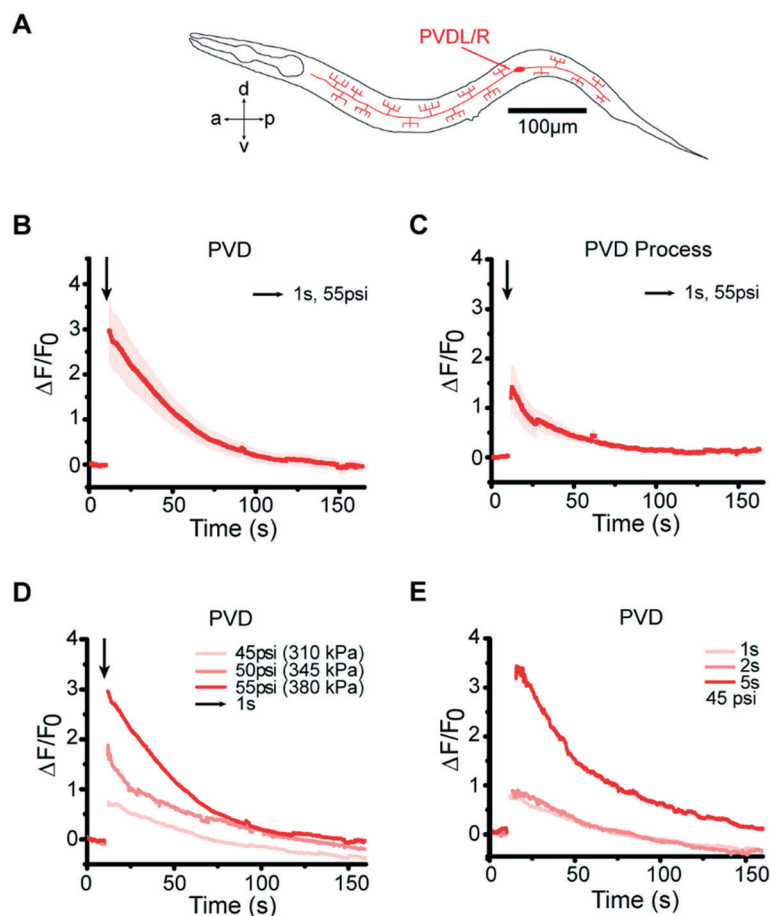 A
PVDL/R
d
a p
v
100µm
B
PVD
1s, 55psi
4
3
2
1
0
ΔF/F0
0 50 100 150
Time (s)
C
PVD Process
1s, 55psi
4
3
2
1
0
ΔF/F0
0 50 100 150
Time (s)
D
PVD
45psi (310 kPa)
50psi (345 kPa)
55psi (380 kPa)
1s
4
3
2
1
0
ΔF/F0
0 50 100 150
Time (s)
E
PVD
1s
2s
5s
45 psi
4
3
2
1
0
ΔF/F0
0 50 100 150
Time (s)